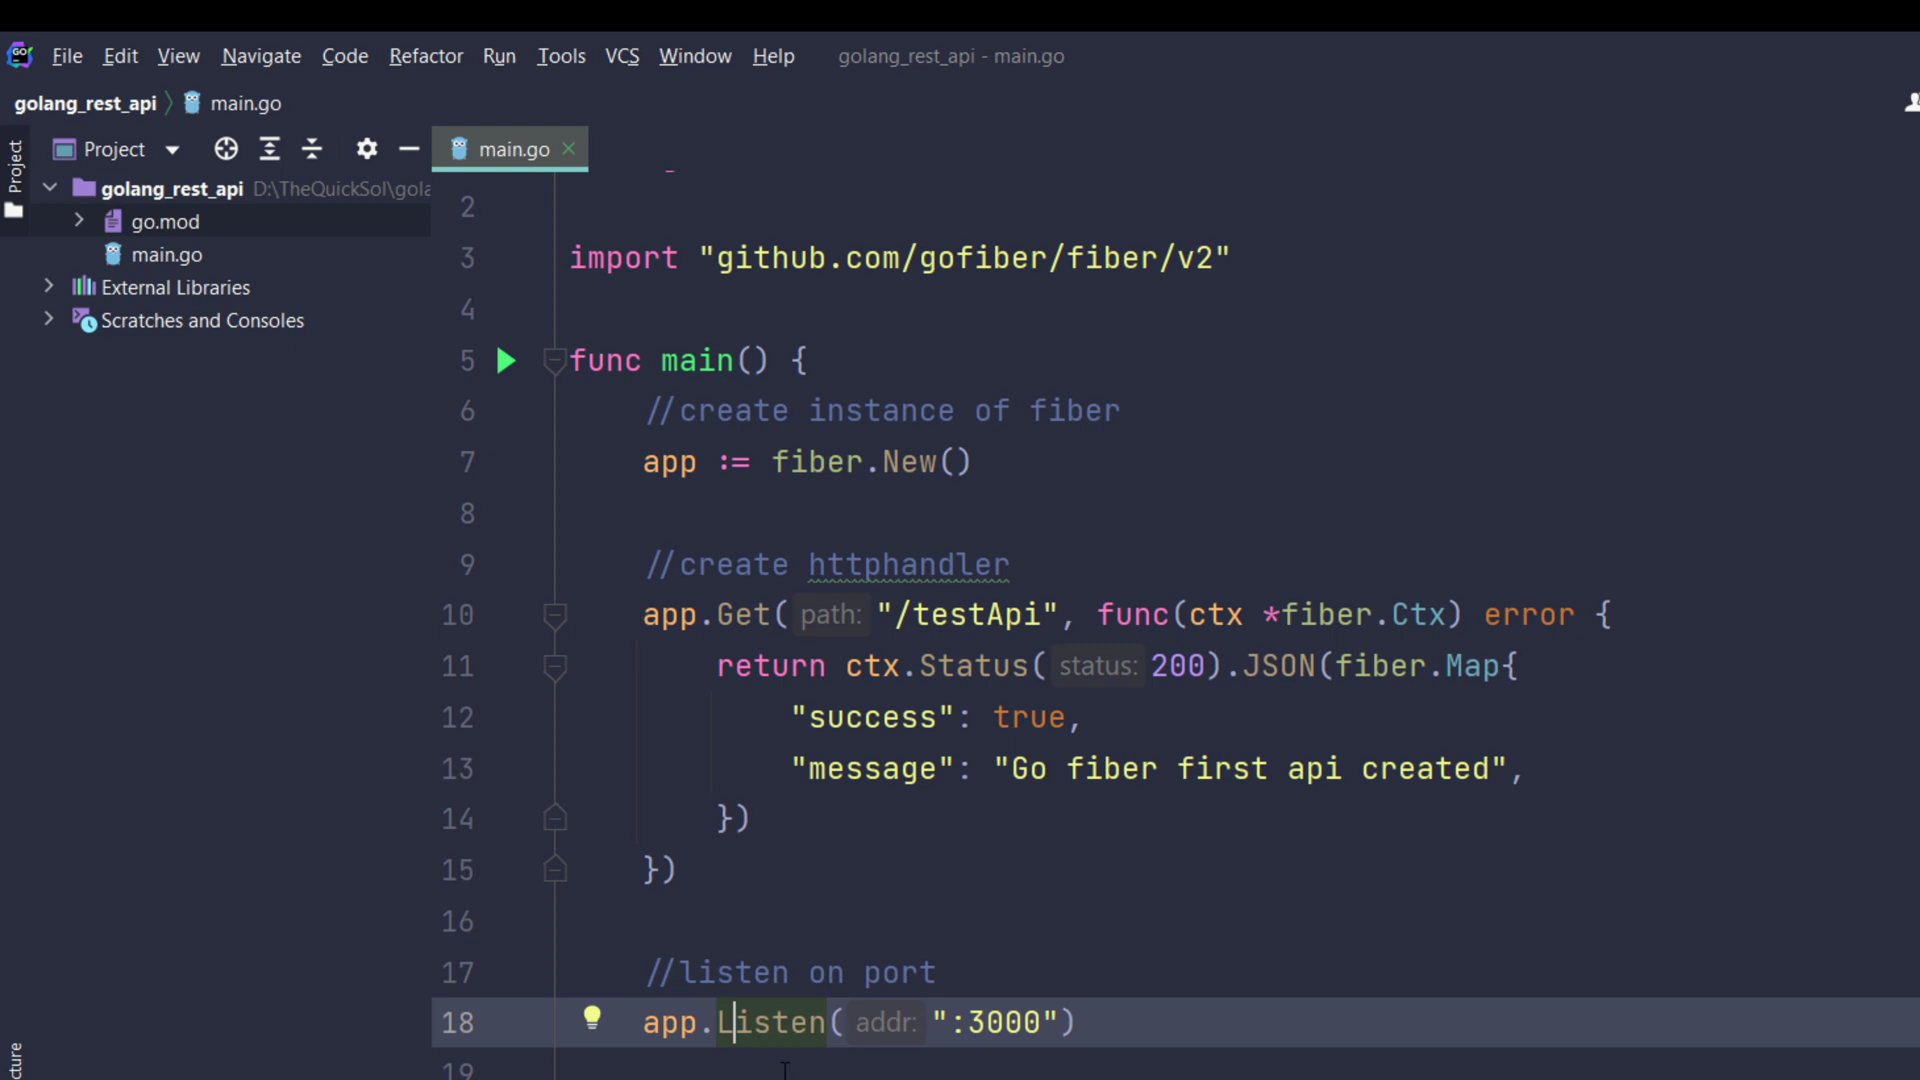 File Edit View Navigate Code Refactor Run Tools VCS Window Help golang_rest_api - main.go
golang_rest_api main.go
Project
Project
main.go
golang_rest_api D:\TheQuickSol\gola
go.mod
main.go
External Libraries
Scratches and Consoles
2
3 import "github.com/gofiber/fiber/v2"
4
5 func main() {
6 //create instance of fiber
7 app := fiber.New()
8
9 //create httphandler
10 app.Get( path: "/testApi", func(ctx *fiber.Ctx) error {
11 return ctx.Status( status: 200).JSON(fiber.Map{
12 "success": true,
13 "message": "Go fiber first api created",
14 })
15 })
16
17 //listen on port
18 app.Listen( addr: ":3000")
19
cture